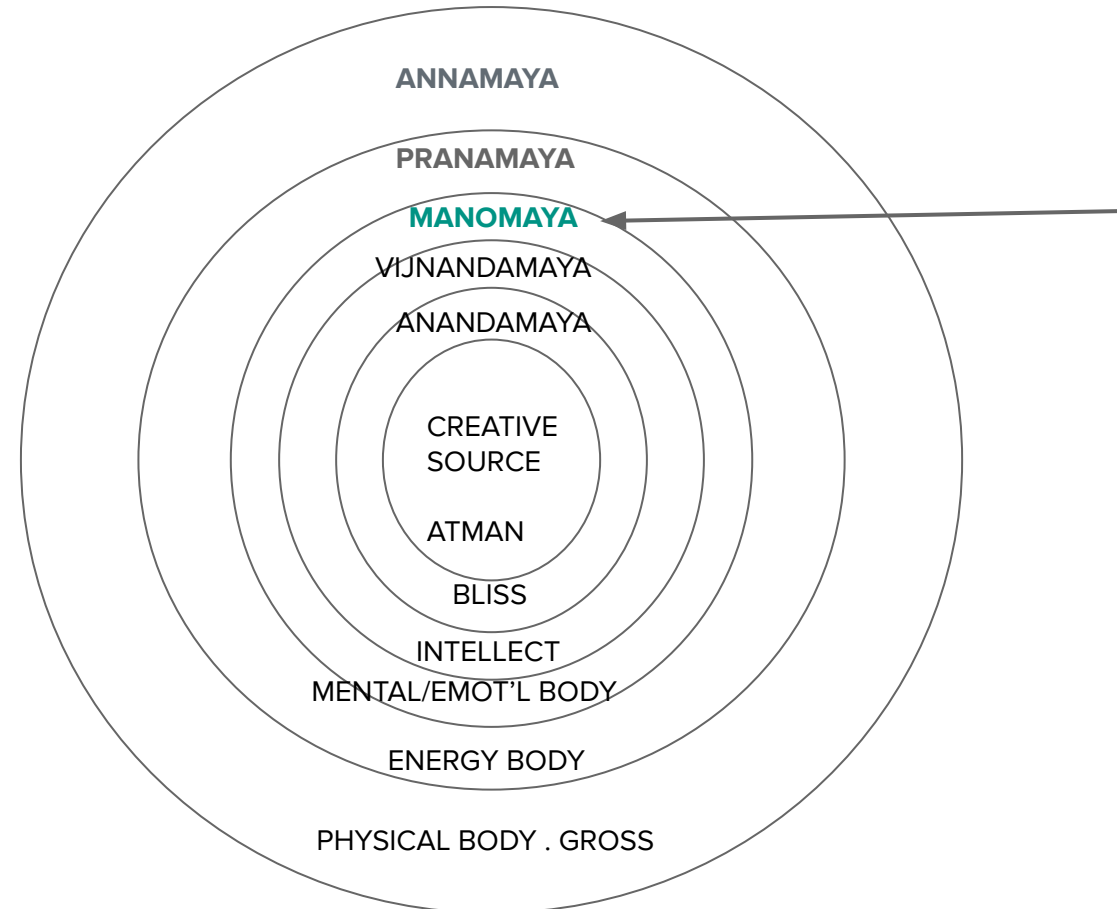 ANNAMAYA
PRANAMAYA
MANOMAYA
VIJNANDAMAYA
ANANDAMAYA
CREATIVE
SOURCE
ATMAN
BLISS
INTELLECT
MENTAL/EMOT’L BODY
ENERGY BODY
PHYSICAL BODY . GROSS